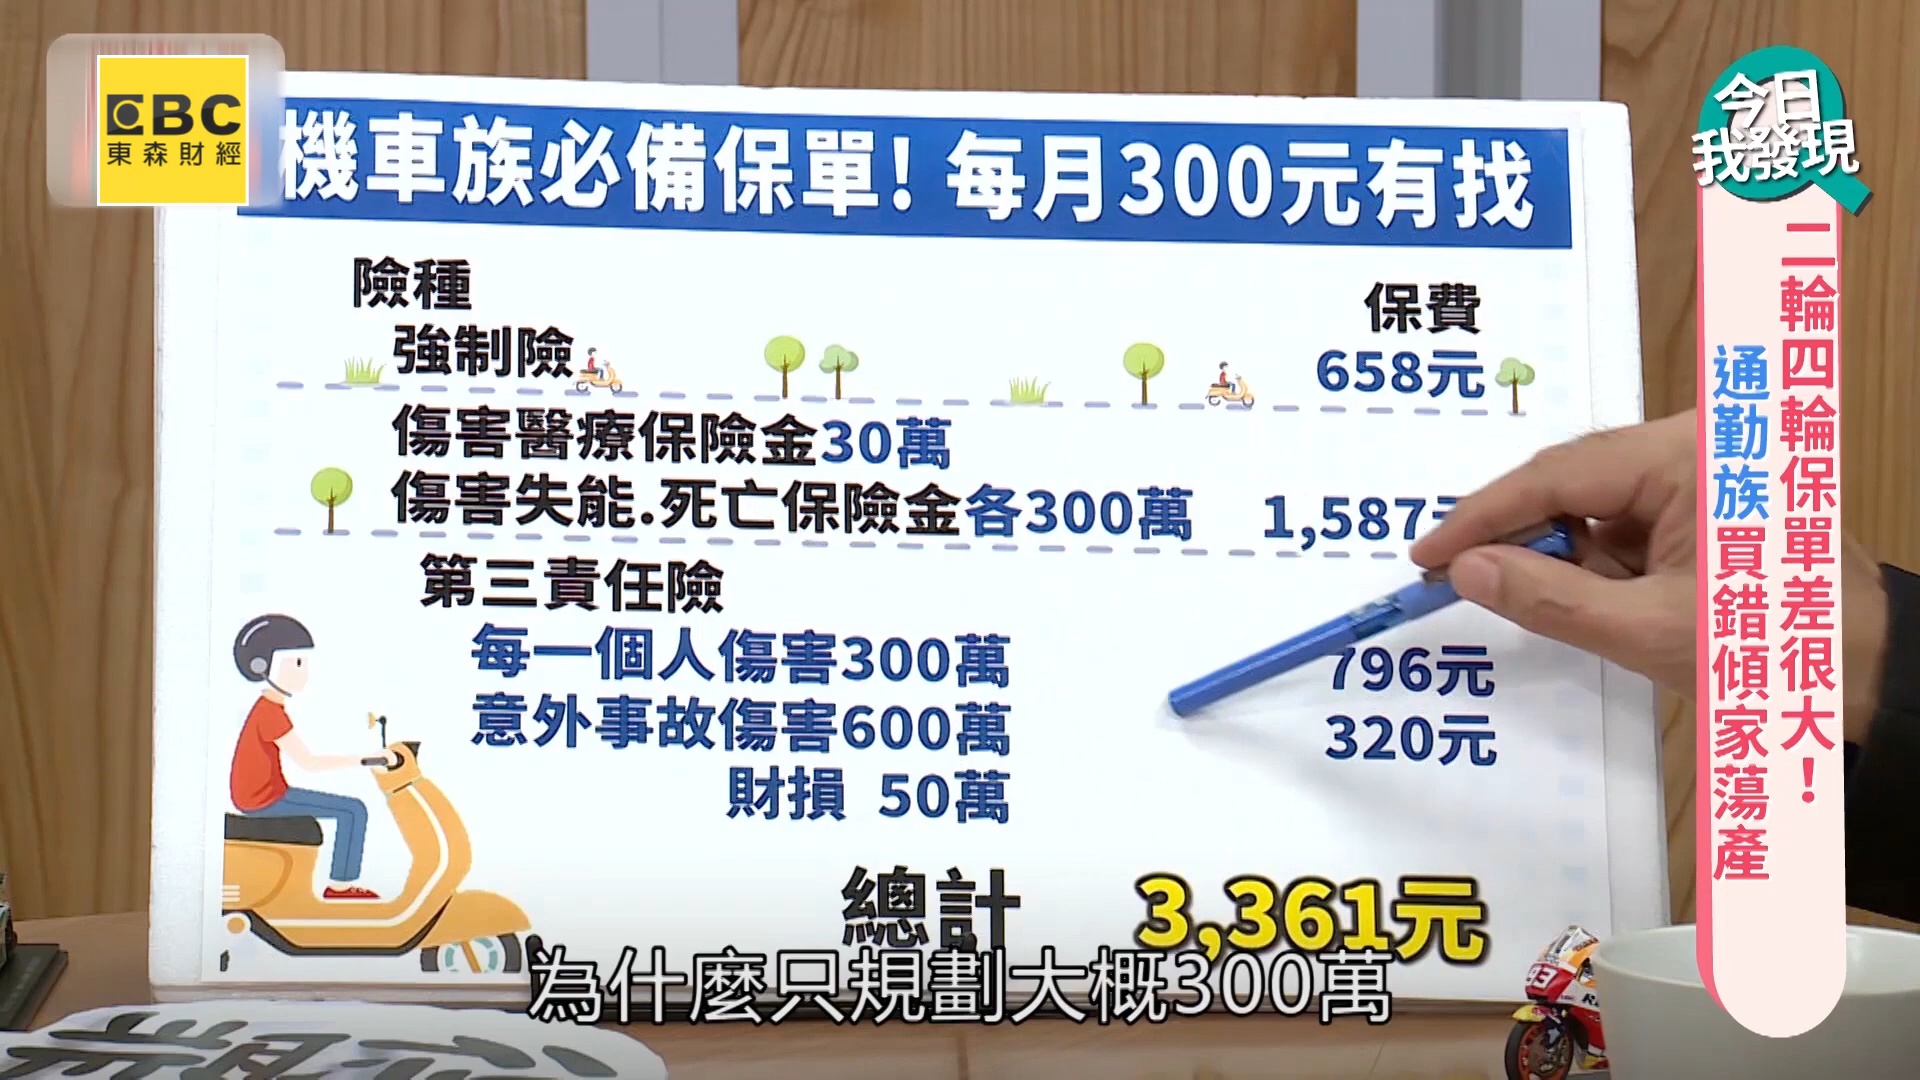 EBC
東森財經
機車族必備保單! 每月300元有找
險種 保費
強制險 658元
傷害醫療保險金30萬
傷害失能.死亡保險金各300萬 1,587元
第三責任險
每一個人傷害300萬 796元
意外事故傷害600萬 320元
財損 50萬
總計 3,361元
為什麼只規劃大概300萬
今日
我發現
二輪四輪保單差很大!
通勤族買錯傾家蕩產
93